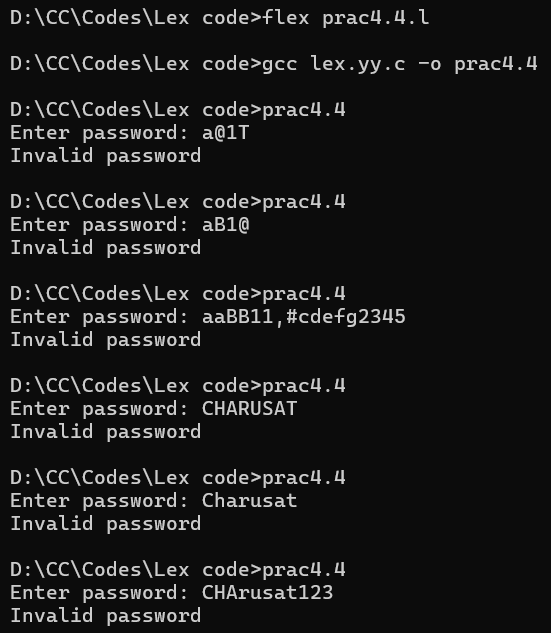 D:\CC\Codes\Lex code>flex prac4.4.l
D:\CC\Codes\Lex code>gcc lex.yy.c -o prac4.4
D:\CC\Codes\Lex code>prac4.4
Enter password: a@1T
Invalid password
D:\CC\Codes\Lex code>prac4.4
Enter password: aB1@
Invalid password
D:\CC\Codes\Lex code>prac4.4
Enter password: aaBB11,#cdefg2345
Invalid password
D:\CC\Codes\Lex code>prac4.4
Enter password: CHARUSAT
Invalid password
D:\CC\Codes\Lex code>prac4.4
Enter password: Charusat
Invalid password
D:\CC\Codes\Lex code>prac4.4
Enter password: CHArusat123
Invalid password